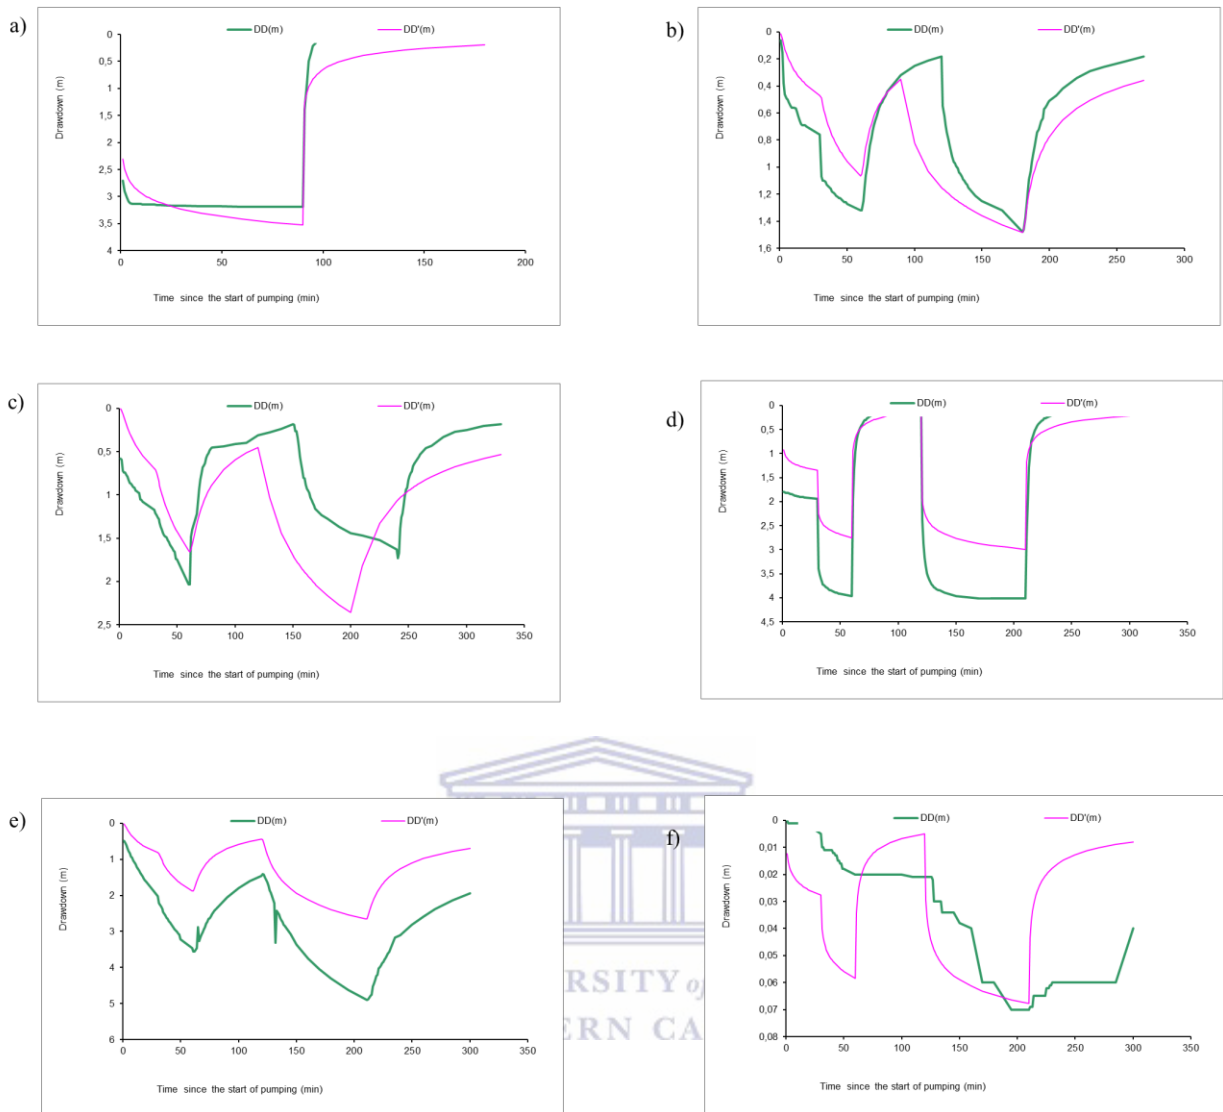 a)
DD(m) DD'(m)
Drawdown (m)
0
0,5
1
1,5
2
2,5
3
3,5
4
0 50 100 150 200
Time since the start of pumping (min)
b)
DD(m) DD'(m)
Drawdown (m)
0
0,2
0,4
0,6
0,8
1
1,2
1,4
1,6
0 50 100 150 200 250 300
Time since the start of pumping (min)
c)
DD(m) DD'(m)
Drawdown (m)
0
0,5
1
1,5
2
2,5
0 50 100 150 200 250 300 350
Time since the start of pumping (min)
d)
DD(m) DD'(m)
Drawdown (m)
0
0,5
1
1,5
2
2,5
3
3,5
4
4,5
0 50 100 150 200 250 300 350
Time since the start of pumping (min)
e)
DD(m) DD'(m)
Drawdown (m)
0
1
2
3
4
5
6
0 50 100 150 200 250 300 350
Time since the start of pumping (min)
f)
DD(m) DD'(m)
Drawdown (m)
0
0,01
0,02
0,03
0,04
0,05
0,06
0,07
0,08
0 50 100 150 200 250 300 350
Time since the start of pumping (min)
RSITY of
ERN CA